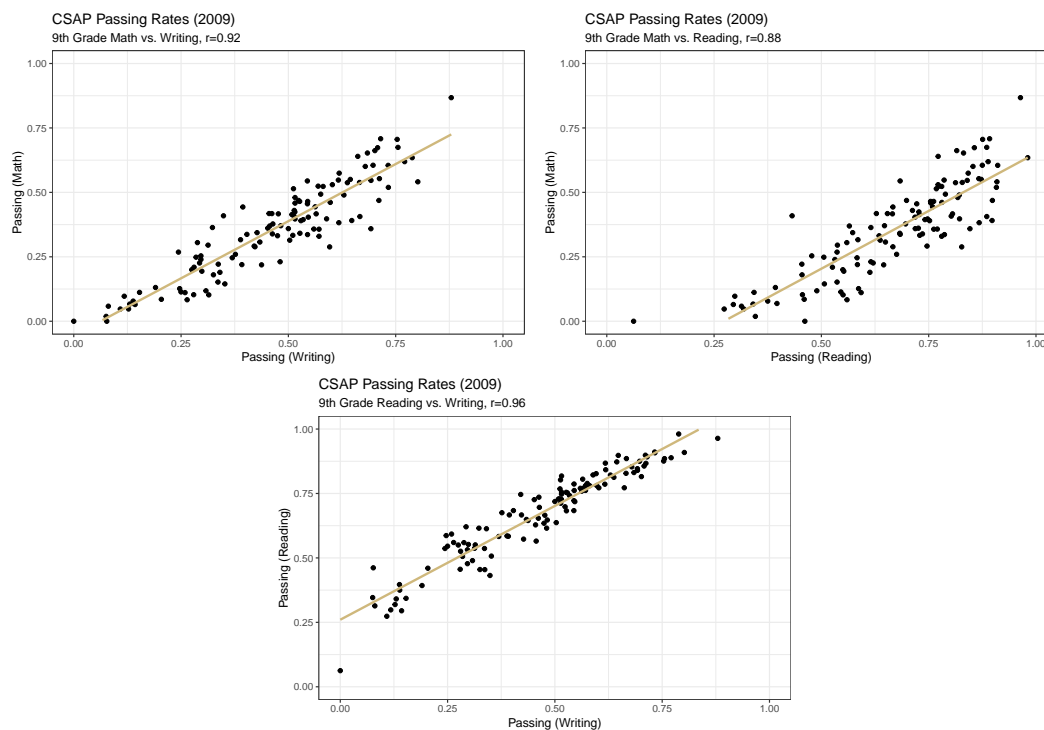 CSAP Passing Rates (2009)
9th Grade Math vs. Writing, r=0.92
1.00
0.75
0.50
0.25
0.00
Passing (Math)
0.00 0.25 0.50 0.75 1.00
Passing (Writing)
CSAP Passing Rates (2009)
9th Grade Math vs. Reading, r=0.88
1.00
0.75
0.50
0.25
0.00
Passing (Math)
0.00 0.25 0.50 0.75 1.00
Passing (Reading)
CSAP Passing Rates (2009)
9th Grade Reading vs. Writing, r=0.96
1.00
0.75
0.50
0.25
0.00
Passing (Reading)
0.00 0.25 0.50 0.75 1.00
Passing (Writing)